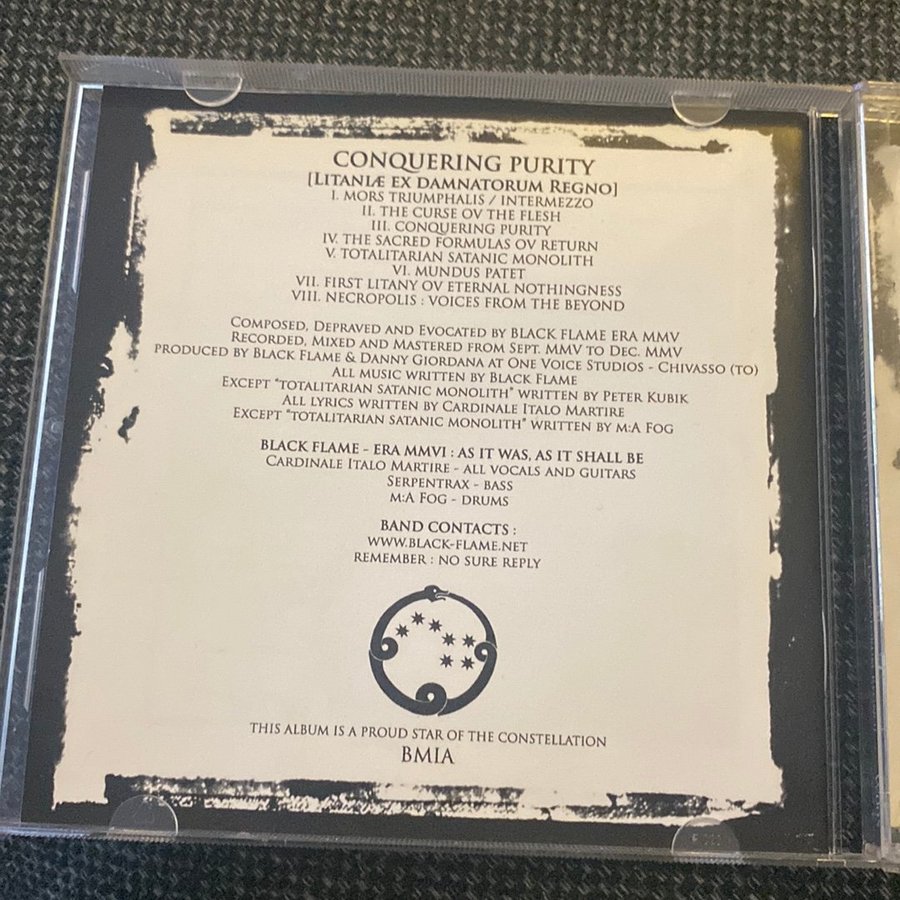 CONQUERING PURITY
[LITANIÆ EX DAMNATORUM REGNO]
I. MORS TRIUMPHALIS / INTERMEZZO
II. THE CURSE OV THE FLESH
III. CONQUERING PURITY
IV. THE SACRED FORMULAS OV RETURN
V. TOTALITARIAN SATANIC MONOLITH
VI. MUNDUS PATET
VII. FIRST LITANY OV ETERNAL NOTHINGNESS
VIII. NECROPOLIS : VOICES FROM THE BEYOND
COMPOSED, DEPRAVED AND EVOCATED BY BLACK FLAME ERA MMV
RECORDED, MIXED AND MASTERED FROM SEPT. MMV TO DEC. MMV
PRODUCED BY BLACK FLAME & DANNY GIORDANA AT ONE VOICE STUDIOS - CHIVASSO (TO)
ALL MUSIC WRITTEN BY BLACK FLAME
EXCEPT "TOTALITARIAN SATANIC MONOLITH" WRITTEN BY PETER KUBIK
ALL LYRICS WRITTEN BY CARDINALE ITALO MARTIRE
EXCEPT "TOTALITARIAN SATANIC MONOLITH" WRITTEN BY M:A FOG
BLACK FLAME - ERA MMVI : AS IT WAS, AS IT SHALL BE
CARDINALE ITALO MARTIRE - ALL VOCALS AND GUITARS
SERPENTRAX - BASS
M:A FOG - DRUMS
BAND CONTACTS :
WWW.BLACK-FLAME.NET
REMEMBER : NO SURE REPLY
THIS ALBUM IS A PROUD STAR OF THE CONSTELLATION
BMIA